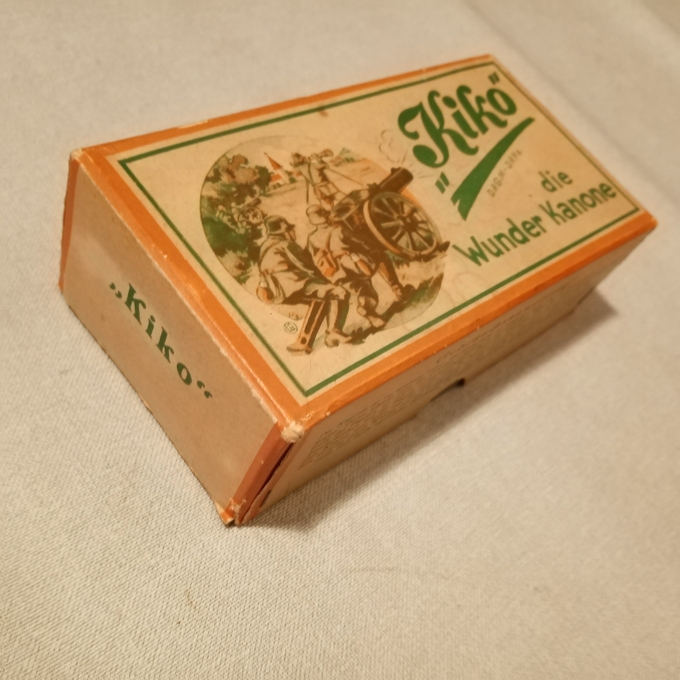 „Kiko“
D.R.G.M. - D.R.P.A.
die
Wunder Kanone
„Kiko“